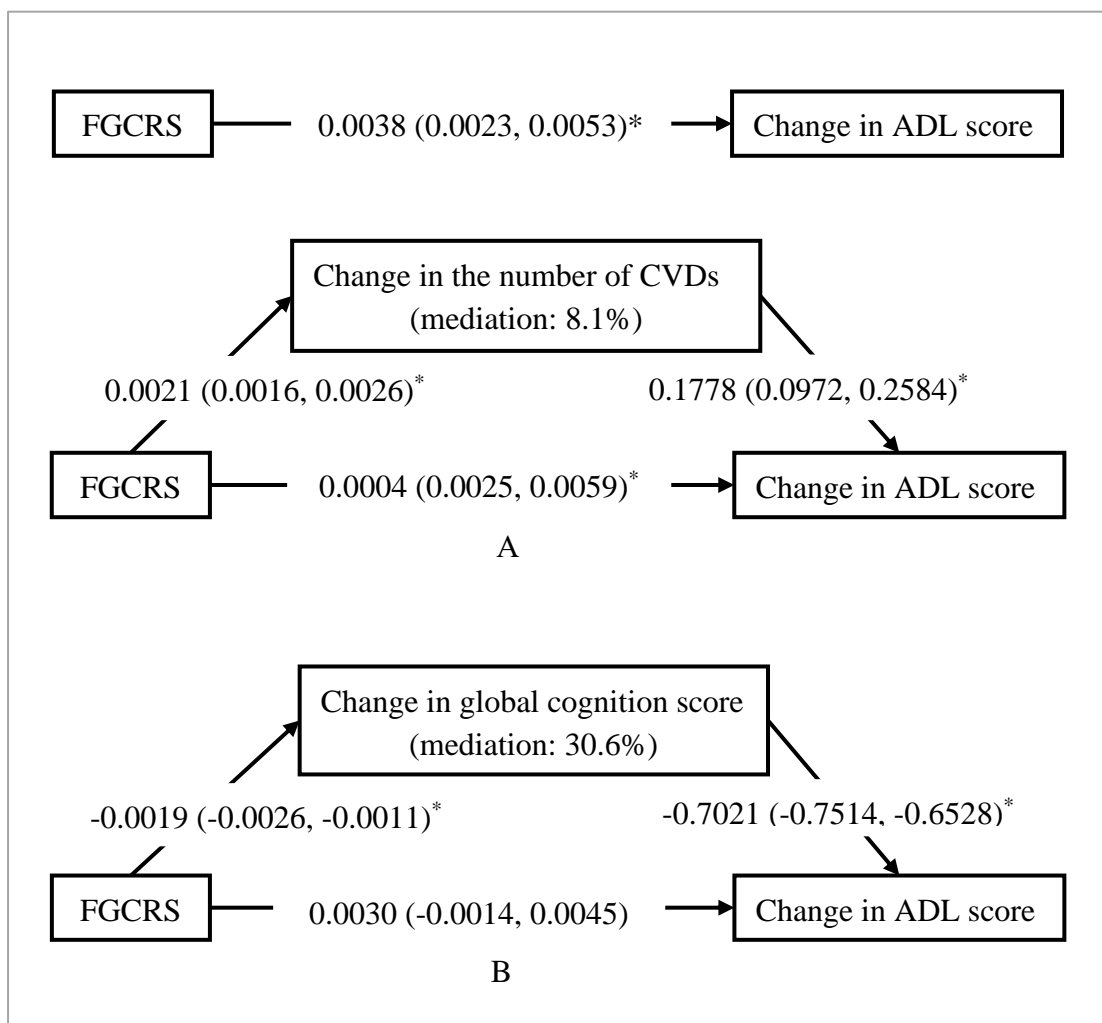 FGCRS 0.0038 (0.0023, 0.0053)* Change in ADL score
Change in the number of CVDs
(mediation: 8.1%)
0.0021 (0.0016, 0.0026)* 0.1778 (0.0972, 0.2584)*
FGCRS 0.0004 (0.0025, 0.0059)* Change in ADL score
A
Change in global cognition score
(mediation: 30.6%)
-0.0019 (-0.0026, -0.0011)* -0.7021 (-0.7514, -0.6528)*
FGCRS 0.0030 (-0.0014, 0.0045) Change in ADL score
B